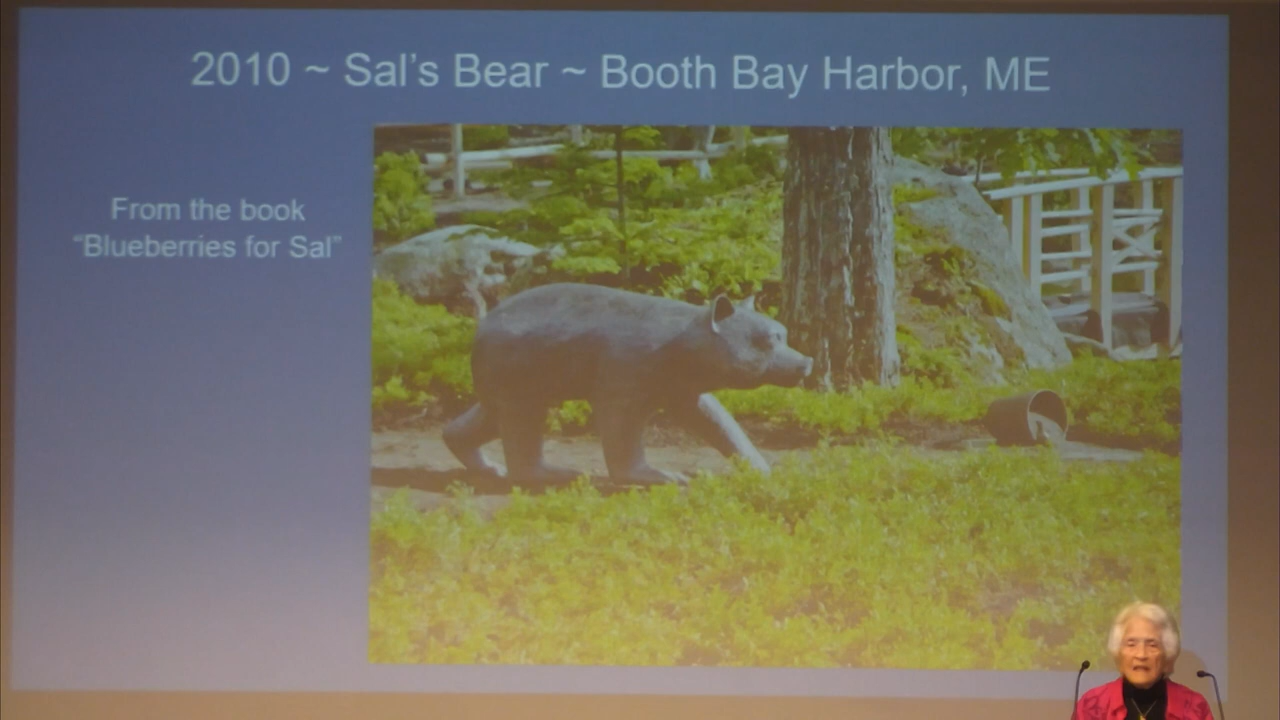 2010 ~ Sal's Bear ~ Booth Bay Harbor, ME
From the book
“Blueberries for Sal”